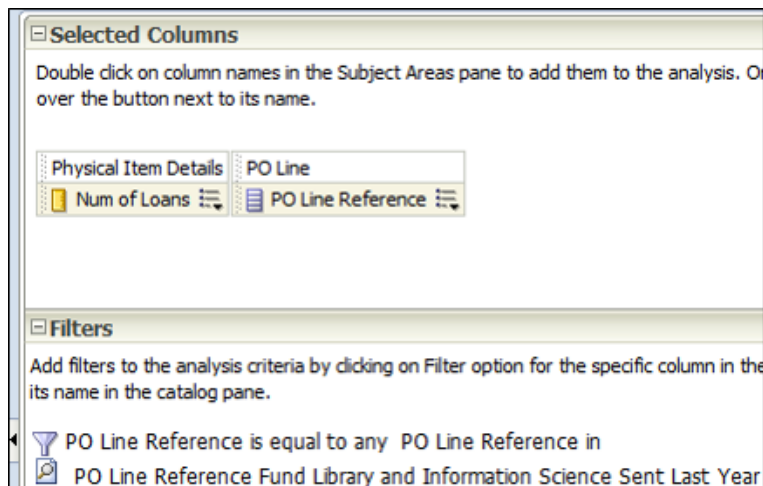 Selected Columns
Double click on column names in the Subject Areas pane to add them to the analysis.
over the button next to its name.
Physical Item Details PO Line
Num of Loans PO Line Reference
Filters
Add filters to the analysis criteria by clicking on Filter option for the specific column in the
its name in the catalog pane.
PO Line Reference is equal to any PO Line Reference in
PO Line Reference Fund Library and Information Science Sent Last Year